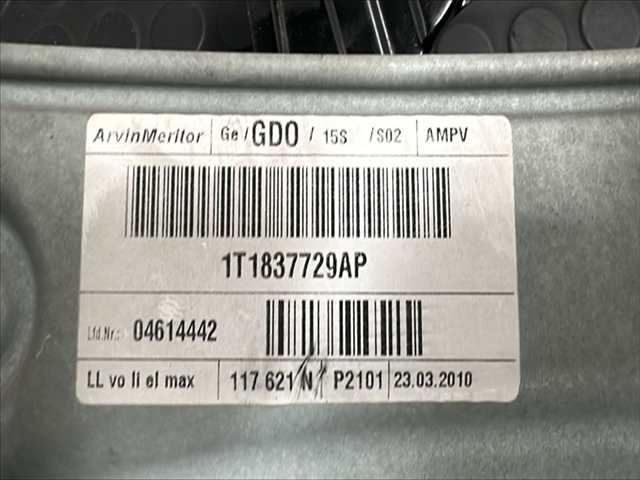 ArvinMeritor Ge/GDO/ 15S /S02 AMPV
1T1837729AP
Lfd.Nr.: 04614442
LL vo li el max 117 621 N P2101 23.03.2010